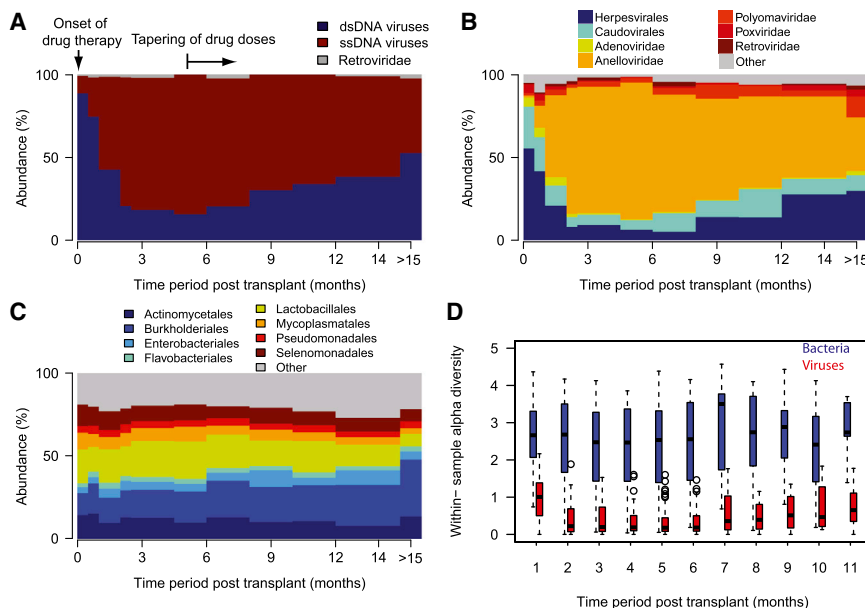 A
Onset of
drug therapy
Tapering of drug doses
dsDNA viruses
ssDNA viruses
Retroviridae
100
50
0
Abundance (%)
0 3 6 9 12 14 >15
Time period post transplant (months)
B
Herpesvirales
Caudovirales
Adenoviridae
Anelloviridae
Polyomaviridae
Poxviridae
Retroviridae
Other
100
50
0
Abundance (%)
0 3 6 9 12 14 >15
Time period post transplant (months)
C
Actinomycetales
Burkholderiales
Enterobacteriales
Flavobacteriales
Lactobacillales
Mycoplasmatales
Pseudomonadales
Selenomonadales
Other
100
50
0
Abundance (%)
0 3 6 9 12 14 >15
Time period post transplant (months)
D
Bacteria
Viruses
5
4
3
2
1
0
Within− sample alpha diversity
1 2 3 4 5 6 7 8 9 10 11
Time period post transplant (months)